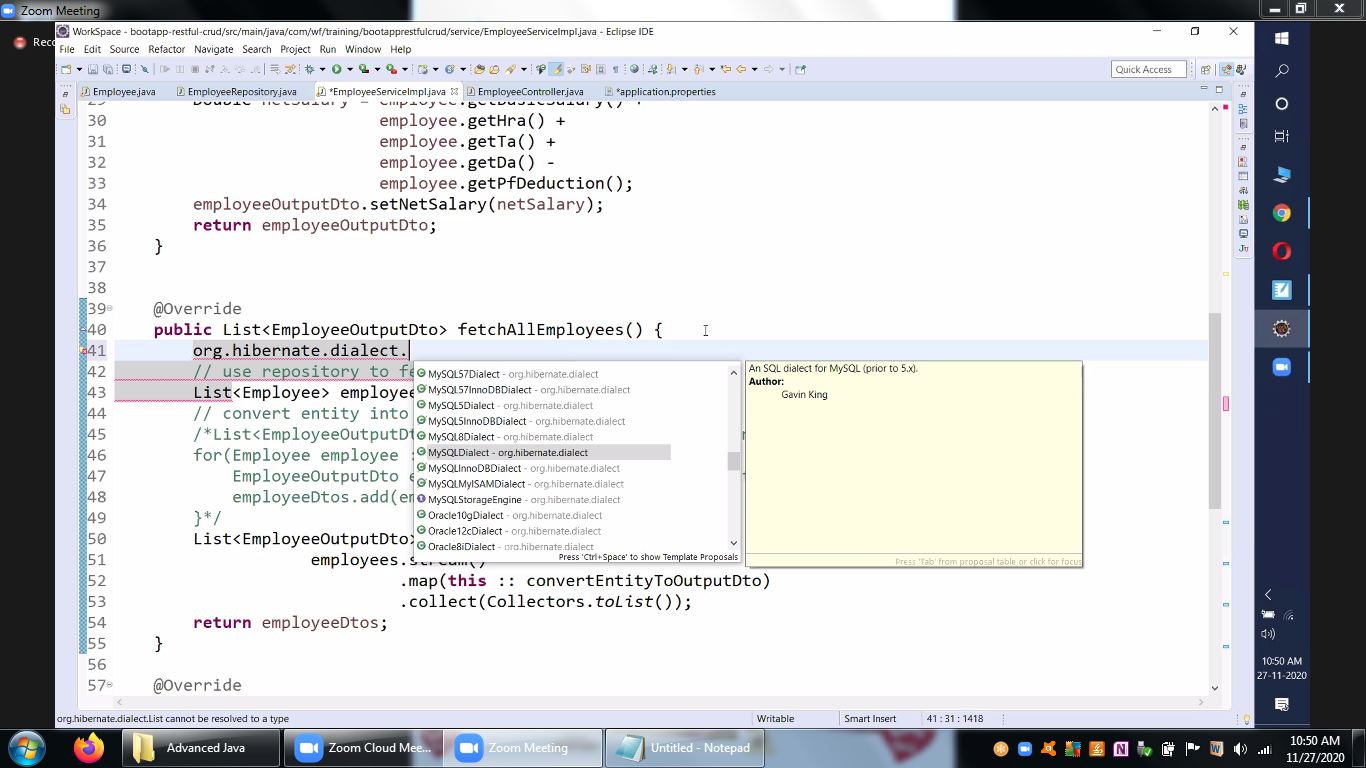 Zoom Meeting
Reco
WorkSpace - bootapp-restful-crud/src/main/java/com/wf/training/bootapprestfulcrud/service/EmployeeServiceImpl.java - Eclipse IDE
File Edit Source Refactor Navigate Search Project Run Window Help
Quick Access
Employee.java EmployeeRepository.java *EmployeeServiceImpl.java EmployeeController.java *application.properties
29 Double netSalary = employee.getBasicSalary() +
30 employee.getHra() +
31 employee.getTa() +
32 employee.getDa() -
33 employee.getPfDeduction();
34 employeeOutputDto.setNetSalary(netSalary);
35 return employeeOutputDto;
36 }
37
38
39 @Override
40 public List<EmployeeOutputDto> fetchAllEmployees() {
41 org.hibernate.dialect.
42 // use repository to fe
43 List<Employee> employee
44 // convert entity into
45 /*List<EmployeeOutputDt
46 for(Employee employee :
47 EmployeeOutputDto e
48 employeeDtos.add(em
49 }*/
50 List<EmployeeOutputDto>
51 employees.stream()
52 .map(this :: convertEntityToOutputDto)
53 .collect(Collectors.toList());
54 return employeeDtos;
55 }
56
57 @Override
MySQL57Dialect - org.hibernate.dialect
MySQL57InnoDBDialect - org.hibernate.dialect
MySQL5Dialect - org.hibernate.dialect
MySQL5InnoDBDialect - org.hibernate.dialect
MySQL8Dialect - org.hibernate.dialect
MySQLDialect - org.hibernate.dialect
MySQLInnoDBDialect - org.hibernate.dialect
MySQLMyISAMDialect - org.hibernate.dialect
MySQLStorageEngine - org.hibernate.dialect
Oracle10gDialect - org.hibernate.dialect
Oracle12cDialect - org.hibernate.dialect
Oracle8iDialect - org.hibernate.dialect
Press 'Ctrl+Space' to show Template Proposals
An SQL dialect for MySQL (prior to 5.x).
Author:
Gavin King
Press 'Tab' from proposal table or click for focus
org.hibernate.dialect.List cannot be resolved to a type
Writable Smart Insert 41 : 31 : 1418
10:50 AM
27-11-2020
Advanced Java Zoom Cloud Mee... Zoom Meeting Untitled - Notepad
10:50 AM
11/27/2020